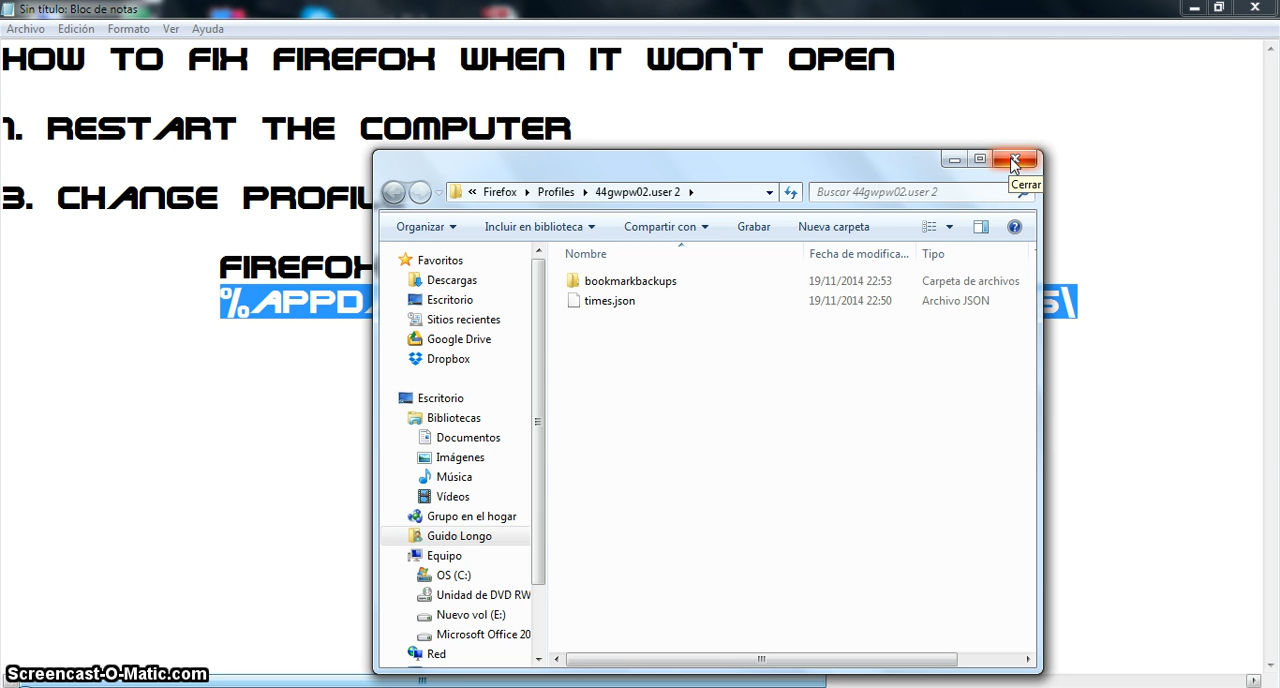 Sin título: Bloc de notas
Archivo Edición Formato Ver Ayuda
HOW TO FIX FIREFOX WHEN IT WON'T OPEN
1. RESTART THE COMPUTER
3. CHANGE
FIREFOX
Cerrar
« Firefox Profiles 44gwpw02.user 2
Buscar 44gwpw02.user 2
Organizar Incluir en biblioteca Compartir con Grabar Nueva carpeta
Nombre Fecha de modifica... Tipo
bookmarkbackups 19/11/2014 22:53 Carpeta de archivos
times.json 19/11/2014 22:50 Archivo JSON
Favoritos
Descargas
Escritorio
Sitios recientes
Google Drive
Dropbox
Escritorio
Bibliotecas
Documentos
Imágenes
Música
Vídeos
Grupo en el hogar
Guido Longo
Equipo
OS (C:)
Unidad de DVD RW
Nuevo vol (E:)
Microsoft Office 20
Red
Screencast-O-Matic.com